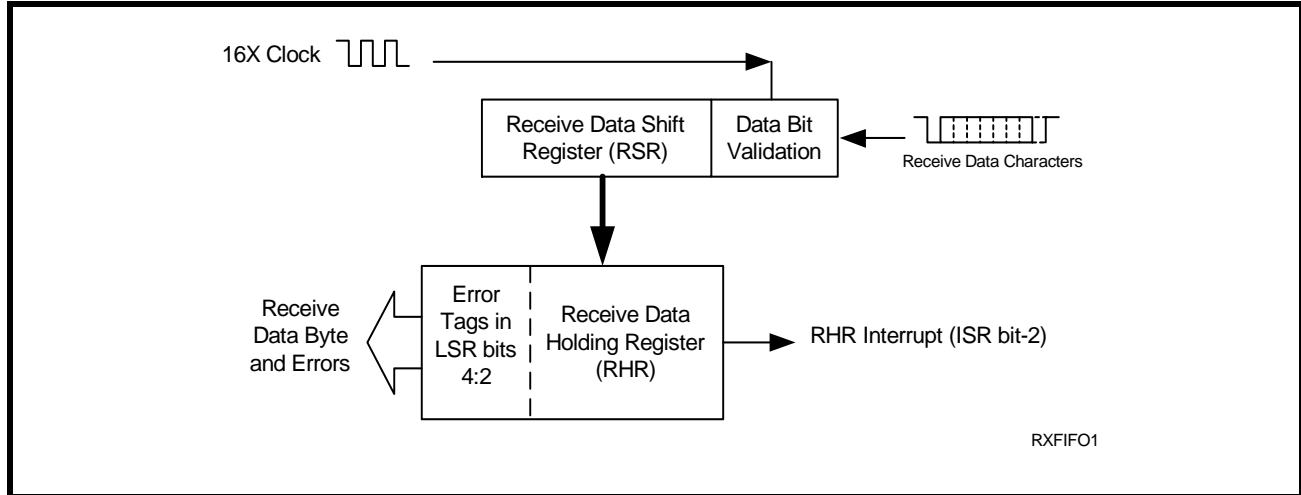 16X Clock
Receive Data Shift
Register (RSR)
Data Bit
Validation
Receive Data Characters
Receive
Data Byte
and Errors
Error
Tags in
LSR bits
4:2
Receive Data
Holding Register
(RHR)
RHR Interrupt (ISR bit-2)
RXFIFO1